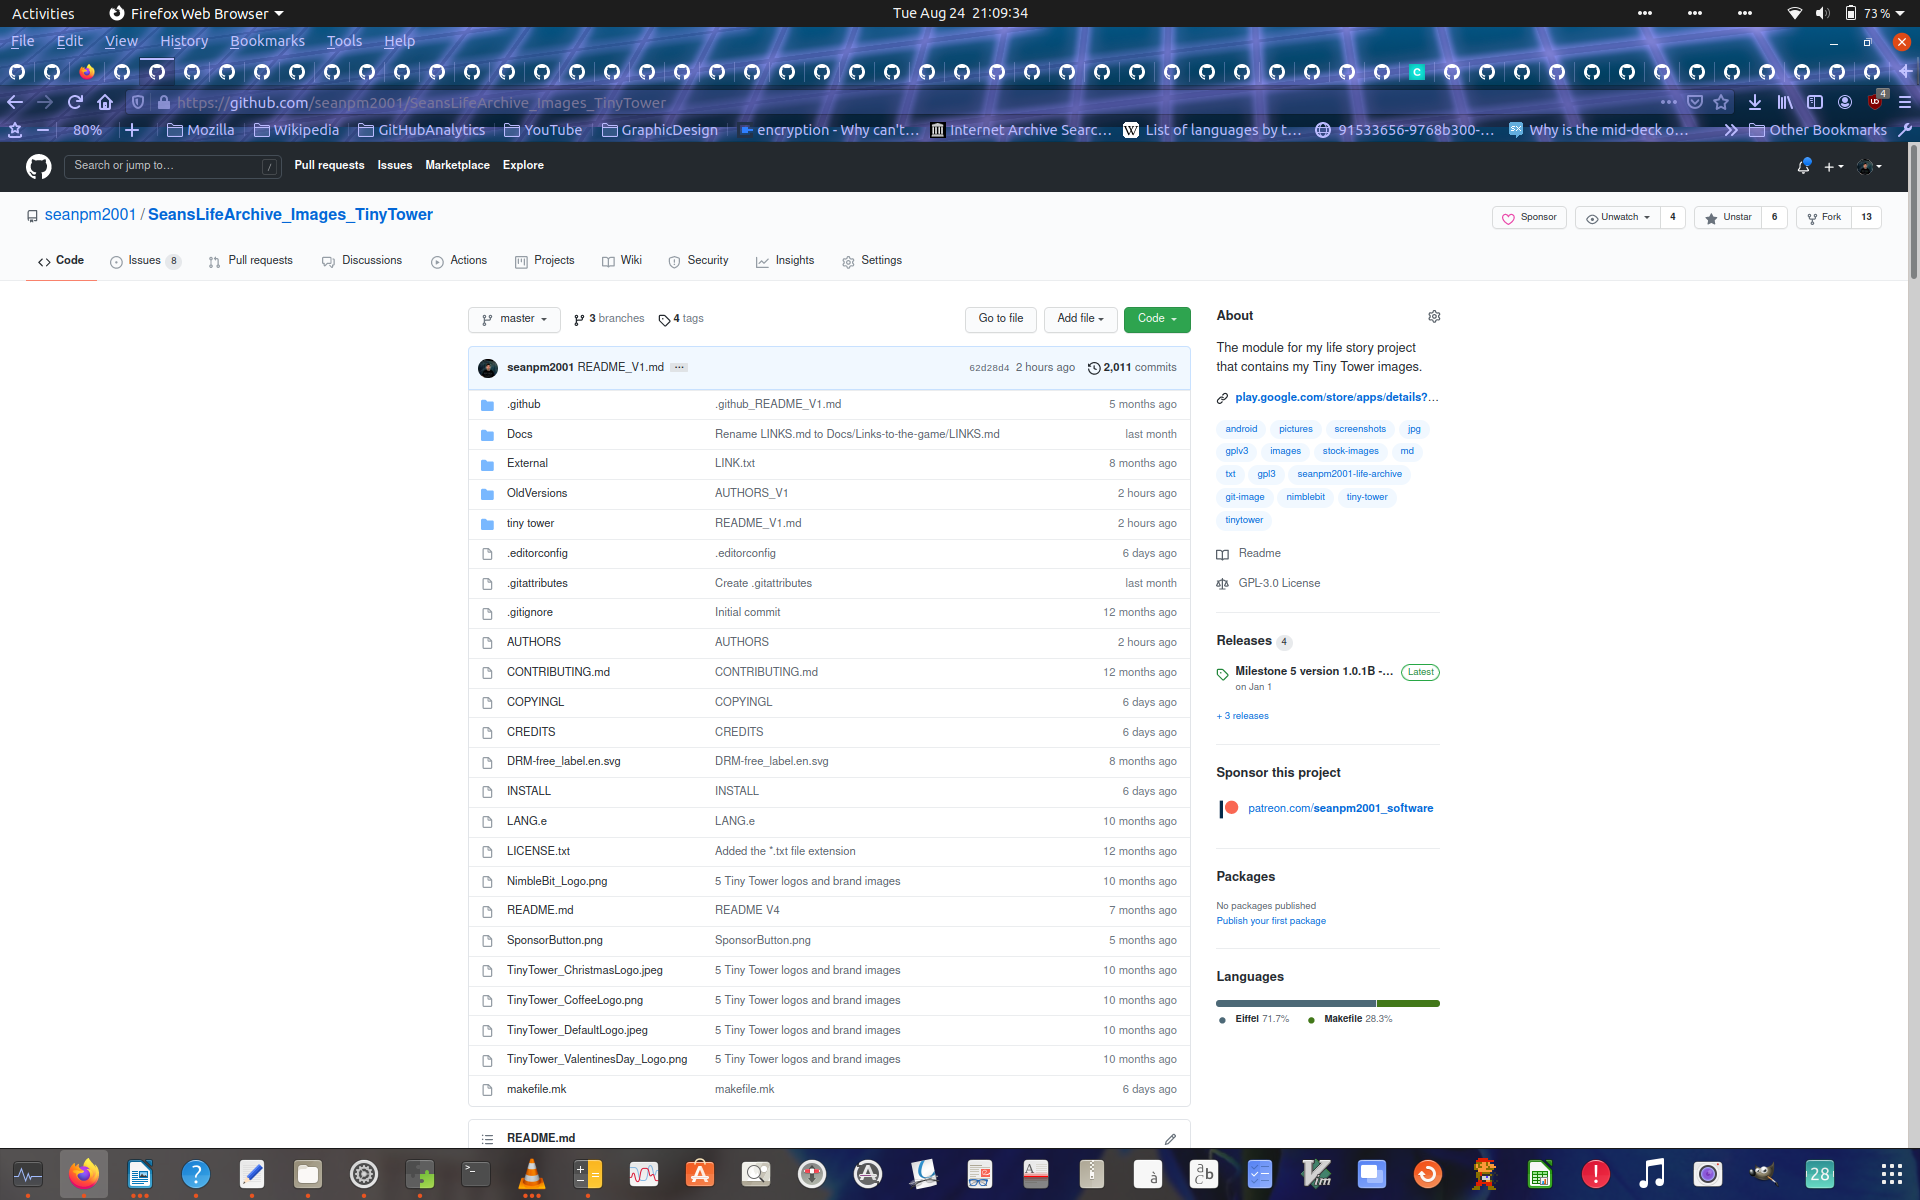 Activities Firefox Web Browser Tue Aug 24 21:09:34 73 %
File Edit View History Bookmarks Tools Help
https://github.com/seanpm2001/SeansLifeArchive_Images_TinyTower 4
80% Mozilla Wikipedia GitHubAnalytics YouTube GraphicDesign encryption - Why can't… Internet Archive Searc… List of languages by t… 91533656-9768b300-… Why is the mid-deck o… Other Bookmarks
Search or jump to… / Pull requests Issues Marketplace Explore
seanpm2001 / SeansLifeArchive_Images_TinyTower Sponsor Unwatch 4 Unstar 6 Fork 13
Code Issues 8 Pull requests Discussions Actions Projects Wiki Security Insights Settings
master 3 branches 4 tags Go to file Add file Code
seanpm2001 README_V1.md … 62d28d4 2 hours ago 2,011 commits
.github .github_README_V1.md 5 months ago
Docs Rename LINKS.md to Docs/Links-to-the-game/LINKS.md last month
External LINK.txt 8 months ago
OldVersions AUTHORS_V1 2 hours ago
tiny tower README_V1.md 2 hours ago
.editorconfig .editorconfig 6 days ago
.gitattributes Create .gitattributes last month
.gitignore Initial commit 12 months ago
AUTHORS AUTHORS 2 hours ago
CONTRIBUTING.md CONTRIBUTING.md 12 months ago
COPYINGL COPYINGL 6 days ago
CREDITS CREDITS 6 days ago
DRM-free_label.en.svg DRM-free_label.en.svg 8 months ago
INSTALL INSTALL 6 days ago
LANG.e LANG.e 10 months ago
LICENSE.txt Added the *.txt file extension 12 months ago
NimbleBit_Logo.png 5 Tiny Tower logos and brand images 10 months ago
README.md README V4 7 months ago
SponsorButton.png SponsorButton.png 5 months ago
TinyTower_ChristmasLogo.jpeg 5 Tiny Tower logos and brand images 10 months ago
TinyTower_CoffeeLogo.png 5 Tiny Tower logos and brand images 10 months ago
TinyTower_DefaultLogo.jpeg 5 Tiny Tower logos and brand images 10 months ago
TinyTower_ValentinesDay_Logo.png 5 Tiny Tower logos and brand images 10 months ago
makefile.mk makefile.mk 6 days ago
README.md
About
The module for my life story project
that contains my Tiny Tower images.
play.google.com/store/apps/details?…
android pictures screenshots jpg
gplv3 images stock-images md
txt gpl3 seanpm2001-life-archive
git-image nimblebit tiny-tower
tinytower
Readme
GPL-3.0 License
Releases 4
Milestone 5 version 1.0.1B -… Latest
on Jan 1
+ 3 releases
Sponsor this project
patreon.com/seanpm2001_software
Packages
No packages published
Publish your first package
Languages
Eiffel 71.7% Makefile 28.3%
28